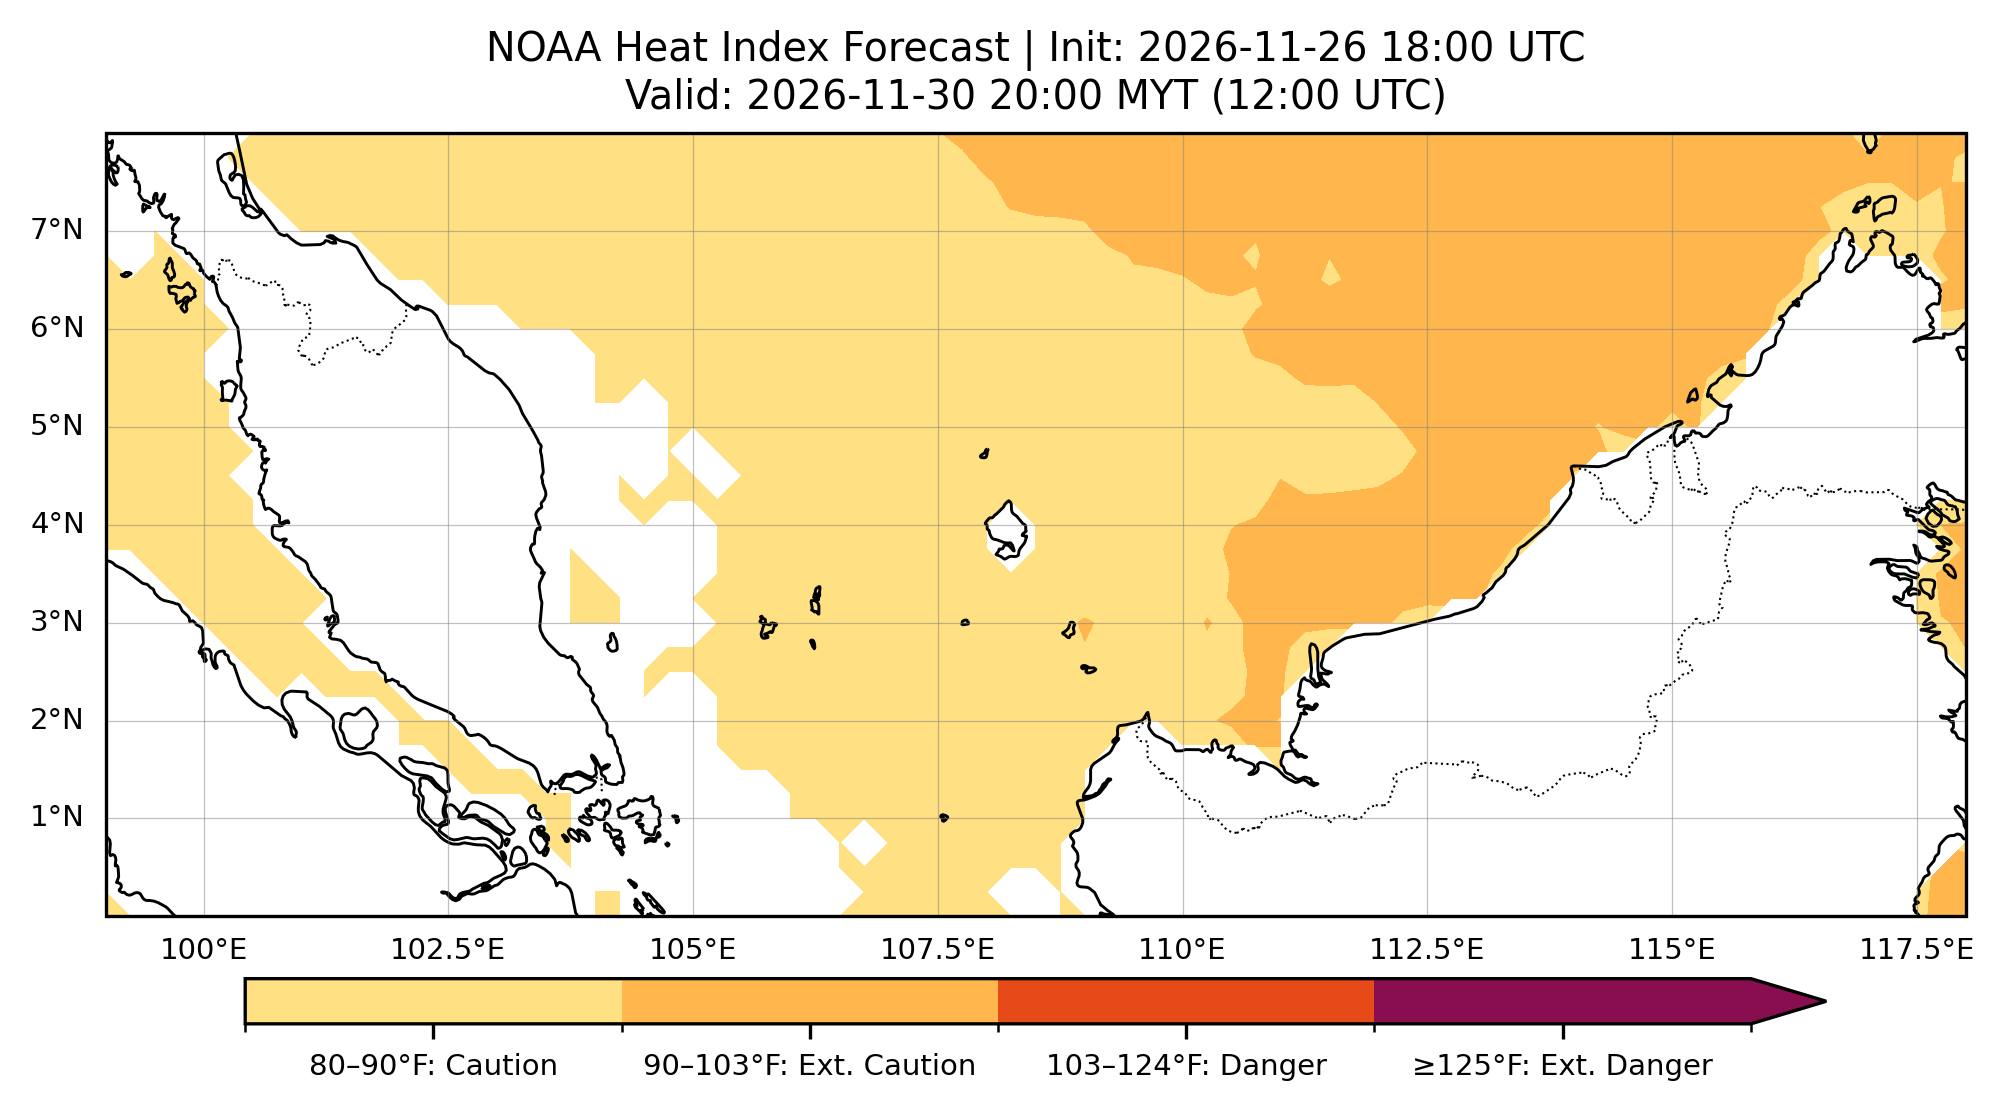 NOAA Heat Index Forecast | Init: 2026-11-26 18:00 UTC
Valid: 2026-11-30 20:00 MYT (12:00 UTC)
7°N
6°N
5°N
4°N
3°N
2°N
1°N
100°E 102.5°E 105°E 107.5°E 110°E 112.5°E 115°E 117.5°E
80–90°F: Caution 90–103°F: Ext. Caution 103–124°F: Danger ≥125°F: Ext. Danger